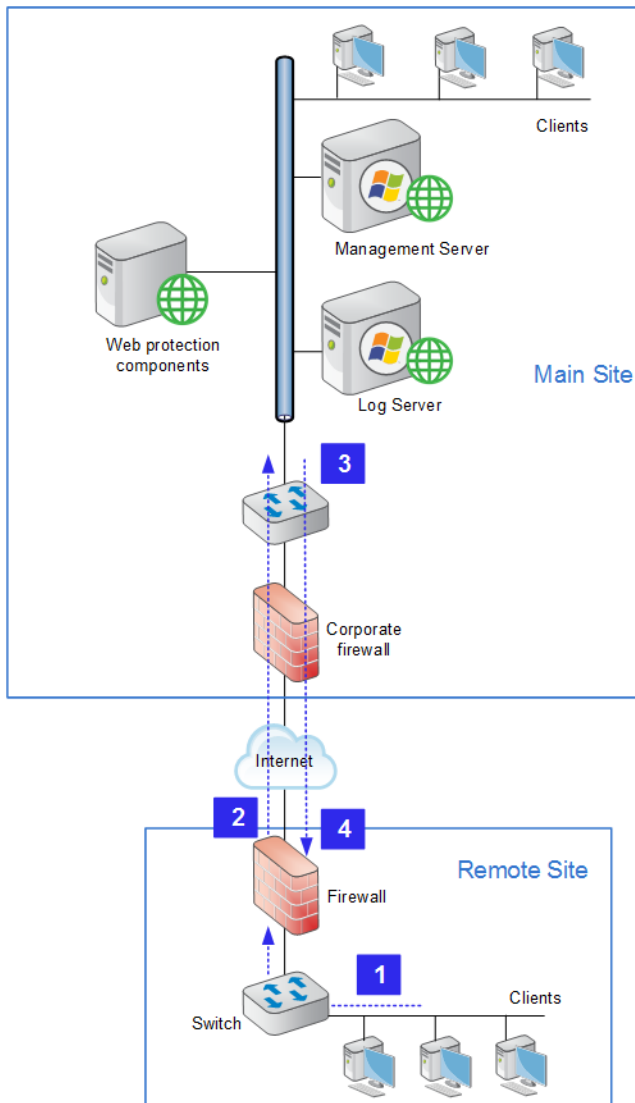 Clients
Management Server
Web protection
components
Log Server
Main Site
3
Corporate
firewall
Internet
2
4
Remote Site
Firewall
1
Switch
Clients